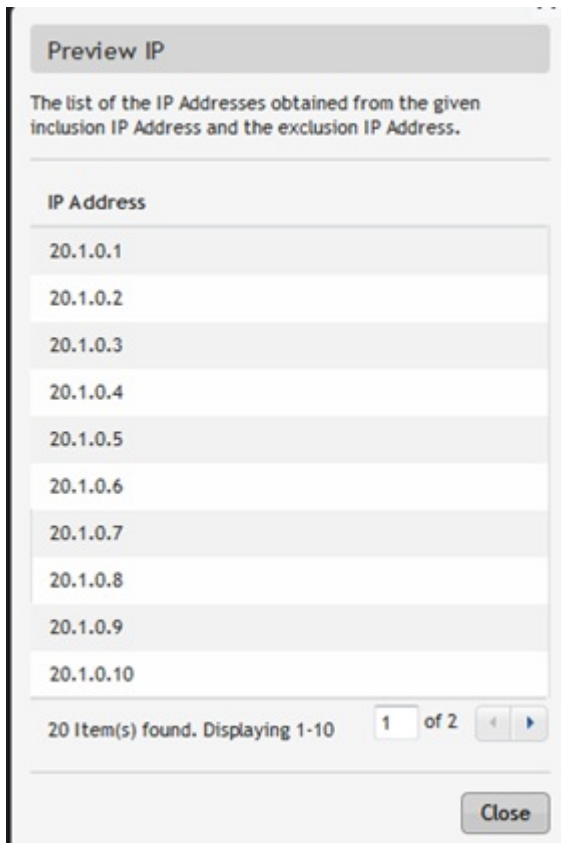 Preview IP
The list of the IP Addresses obtained from the given
inclusion IP Address and the exclusion IP Address.
IP Address
20.1.0.1
20.1.0.2
20.1.0.3
20.1.0.4
20.1.0.5
20.1.0.6
20.1.0.7
20.1.0.8
20.1.0.9
20.1.0.10
20 Item(s) found. Displaying 1-10 1 of 2
Close